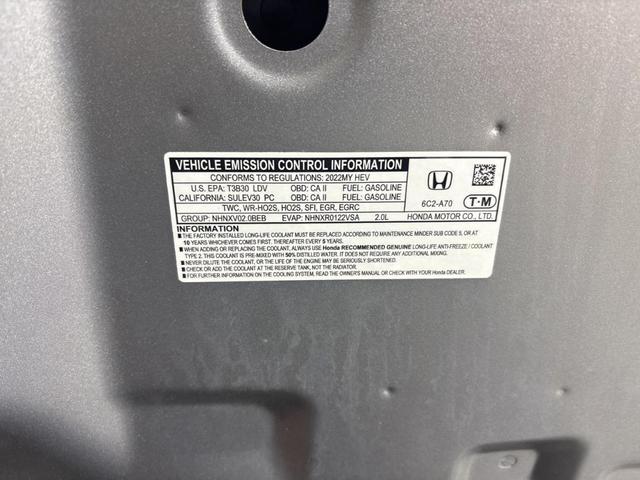 VEHICLE EMISSION CONTROL INFORMATION
CONFORMS TO REGULATIONS: 2022MY HEV
U.S. EPA: T3B30 LDV OBD: CA II FUEL: GASOLINE
CALIFORNIA: SULEV30 PC OBD: CA II FUEL: GASOLINE
TWC, WR-HO2S, HO2S, SFI, EGR, EGRC
GROUP: NHNXV02.0BEB EVAP: NHNXR0122VSA 2.0L
HONDA
6C2-A70 T·M
HONDA MOTOR CO., LTD.
INFORMATION
■ THE FACTORY INSTALLED LONG-LIFE COOLANT MUST BE REPLACED ACCORDING TO MAINTENANCE MINDER SUB CODE 5, OR AT
10 YEARS WHICHEVER COMES FIRST. THEREAFTER EVERY 5 YEARS.
■ WHEN ADDING OR REPLACING THE COOLANT, ALWAYS USE Honda RECOMMENDED GENUINE LONG-LIFE ANTI-FREEZE / COOLANT
TYPE 2. THIS COOLANT IS PRE-MIXED WITH 50% DISTILLED WATER. IT DOES NOT REQUIRE ANY ADDITIONAL MIXING.
■ NEVER DILUTE THE COOLANT, OR THE LIFE OF THE ENGINE MAY BE SERIOUSLY SHORTENED.
■ CHECK OR ADD THE COOLANT AT THE RESERVE TANK, NOT THE RADIATOR.
■ FOR FURTHER INFORMATION ON THE COOLING SYSTEM, READ THE OWNER'S MANUAL OR CHECK WITH YOUR Honda DEALER.